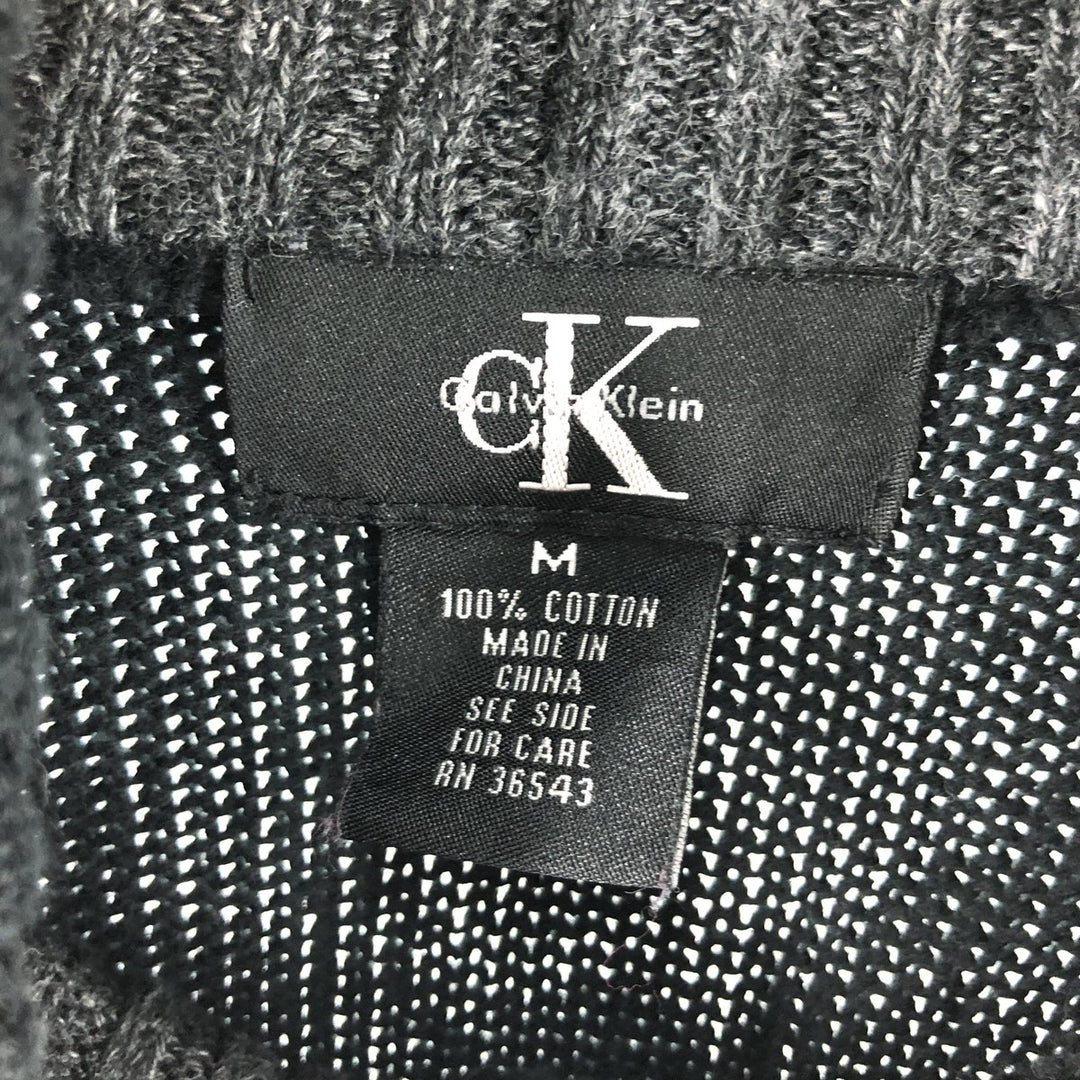 CK
Calvin Klein
M
100% COTTON
MADE IN
CHINA
SEE SIDE
FOR CARE
RN 36543